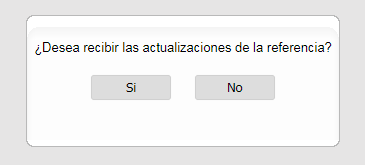 ¿Desea recibir las actualizaciones de la referencia?
Si No